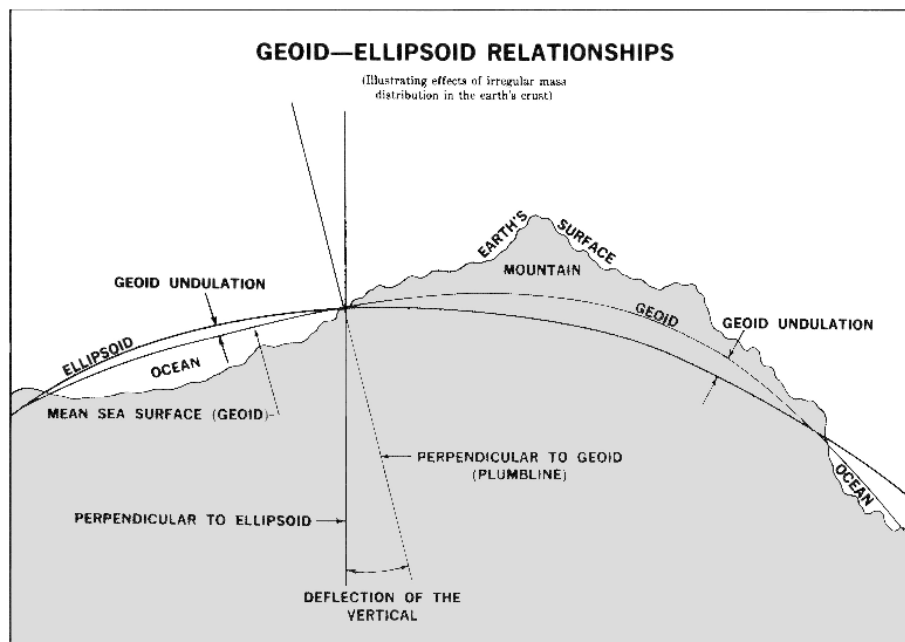 GEOID—ELLIPSOID RELATIONSHIPS
(Illustrating effects of irregular mass
distribution in the earth's crust)
EARTH'S
SURFACE
MOUNTAIN
GEOID UNDULATION
GEOID
GEOID UNDULATION
ELLIPSOID
OCEAN
MEAN SEA SURFACE (GEOID)
PERPENDICULAR TO GEOID
(PLUMBLINE)
OCEAN
PERPENDICULAR TO ELLIPSOID
DEFLECTION OF THE
VERTICAL